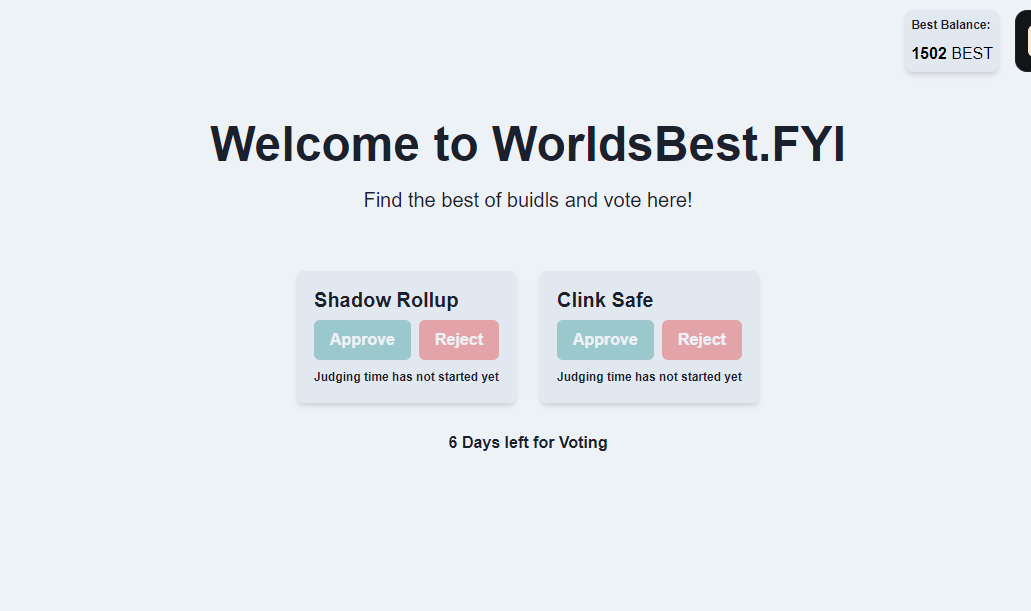 Best Balance:
1502 BEST
Welcome to WorldsBest.FYI
Find the best of buidls and vote here!
Shadow Rollup
Approve Reject
Judging time has not started yet
Clink Safe
Approve Reject
Judging time has not started yet
6 Days left for Voting